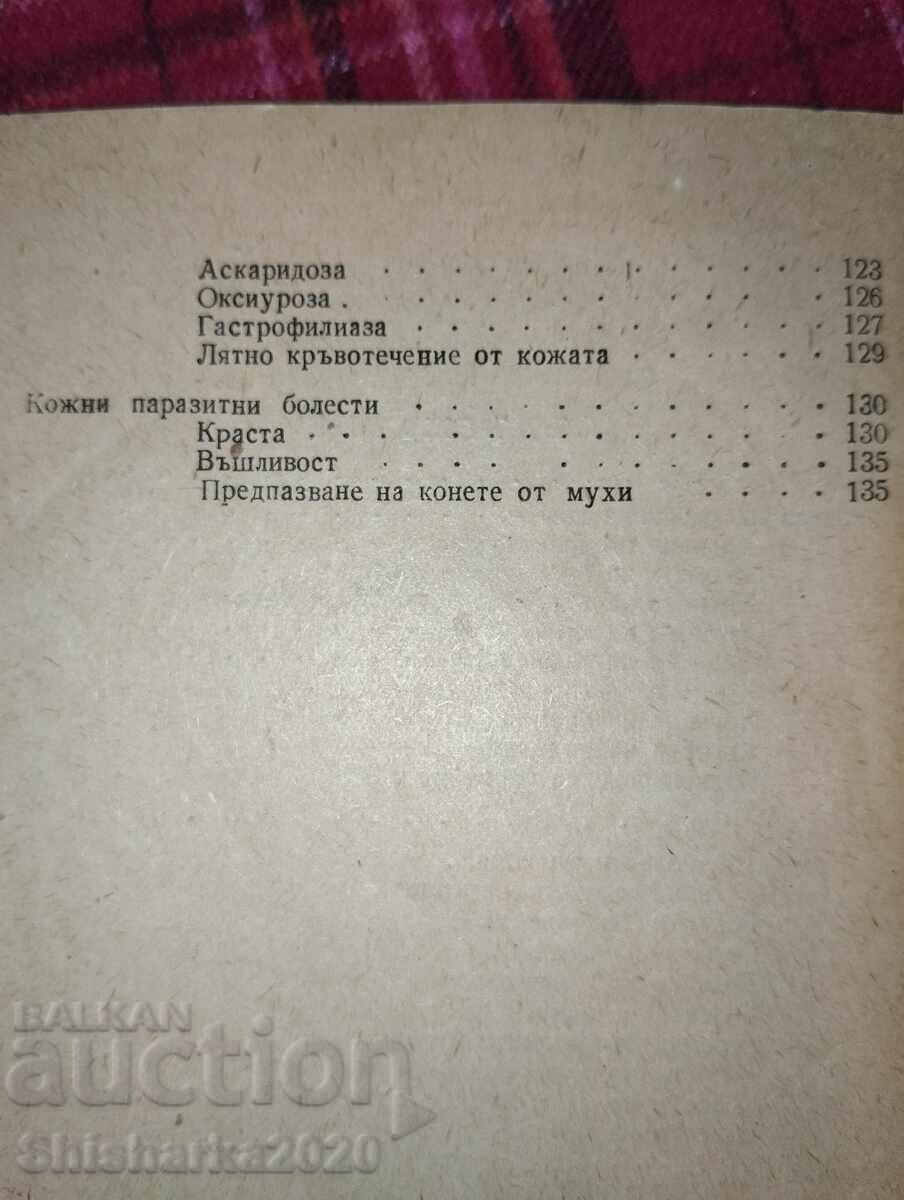 Аскаридоза . . . . . . . . . . . . . . 123
Оксиуроза . . . . . . . . . . . . . 126
Гастрофилиаза . . . . . . . . . . . . . 127
Лятно кръвотечение от кожата . . . . . . 129
Кожни паразитни болести . . . . . . . . . . . . 130
Краста . . . . . . . . . . . . . . . 130
Въшливост . . . . . . . . . . . . . 135
Предпазване на конете от мухи . . . . 135
BALKAN
auction
Shisharka2020